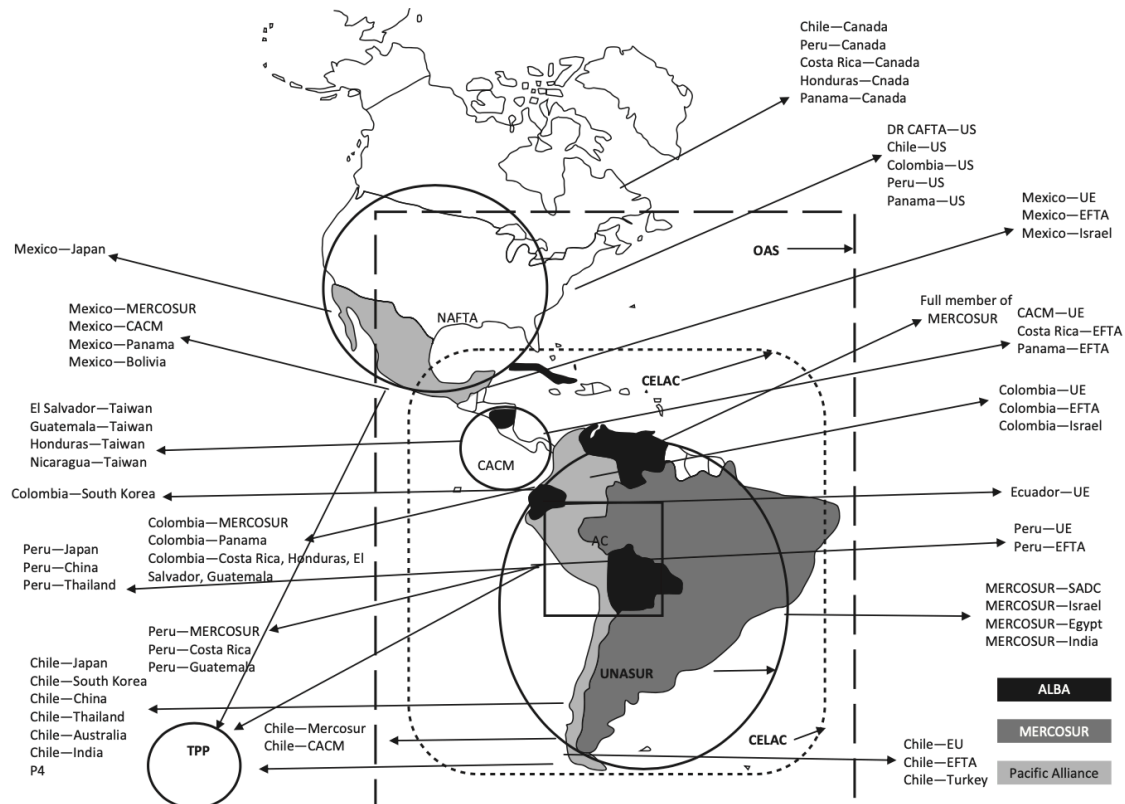 Chile—Canada
Peru—Canada
Costa Rica—Canada
Honduras—Cnada
Panama—Canada
DR CAFTA—US
Chile—US
Colombia—US
Peru—US
Panama—US
Mexico—UE
Mexico—EFTA
Mexico—Israel
OAS
Mexico—Japan
NAFTA
Full member of
MERCOSUR
Mexico—MERCOSUR
Mexico—CACM
Mexico—Panama
Mexico—Bolivia
CACM—UE
Costa Rica—EFTA
Panama—EFTA
CELAC
Colombia—UE
Colombia—EFTA
Colombia—Israel
El Salvador—Taiwan
Guatemala—Taiwan
Honduras—Taiwan
Nicaragua—Taiwan
CACM
Colombia—South Korea
Ecuador—UE
Colombia—MERCOSUR
Colombia—Panama
Colombia—Costa Rica, Honduras, El
Salvador, Guatemala
AC
Peru—Japan
Peru—China
Peru—Thailand
Peru—UE
Peru—EFTA
MERCOSUR—SADC
MERCOSUR—Israel
MERCOSUR—Egypt
MERCOSUR—India
Peru—MERCOSUR
Peru—Costa Rica
Peru—Guatemala
UNASUR
Chile—Japan
Chile—South Korea
Chile—China
Chile—Thailand
Chile—Australia
Chile—India
P4
TPP
Chile—Mercosur
Chile—CACM
CELAC
Chile—EU
Chile—EFTA
Chile—Turkey
ALBA
MERCOSUR
Pacific Alliance